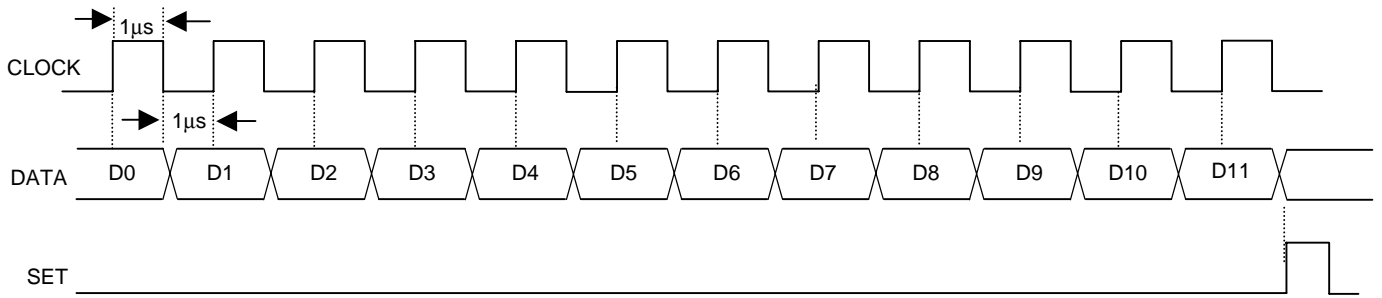 1μs
CLOCK
1μs
DATA D0 D1 D2 D3 D4 D5 D6 D7 D8 D9 D10 D11
SET